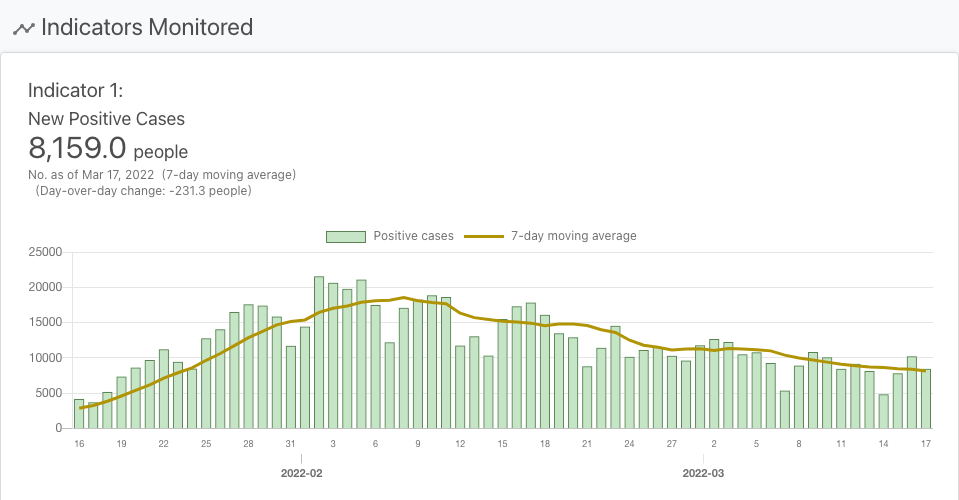 Indicators Monitored
Indicator 1:
New Positive Cases
8,159.0 people
No. as of Mar 17, 2022 (7-day moving average)
(Day-over-day change: -231.3 people)
Positive cases 7-day moving average
25000
20000
15000
10000
5000
0
16 19 22 25 28 31 3 6 9 12 15 18 21 24 27 2 5 8 11 14 17
2022-02 2022-03